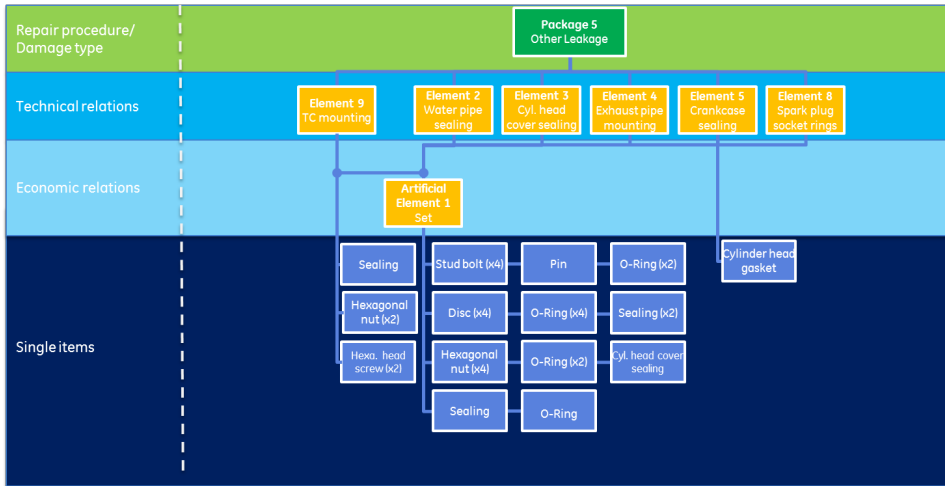 Repair procedure/
Damage type
Package 5
Other Leakage
Technical relations
Element 9
TC mounting
Element 2
Water pipe
sealing
Element 3
Cyl. head
cover sealing
Element 4
Exhaust pipe
mounting
Element 5
Crankcase
sealing
Element 8
Spark plug
socket rings
Economic relations
Artificial
Element 1
Set
Single items
Sealing
Stud bolt (x4)
Pin
O-Ring (x2)
Cylinder head
gasket
Hexagonal
nut (x2)
Disc (x4)
O-Ring (x4)
Sealing (x2)
Hexa. head
screw (x2)
Hexagonal
nut (x4)
O-Ring (x2)
Cyl. head cover
sealing
Sealing
O-Ring